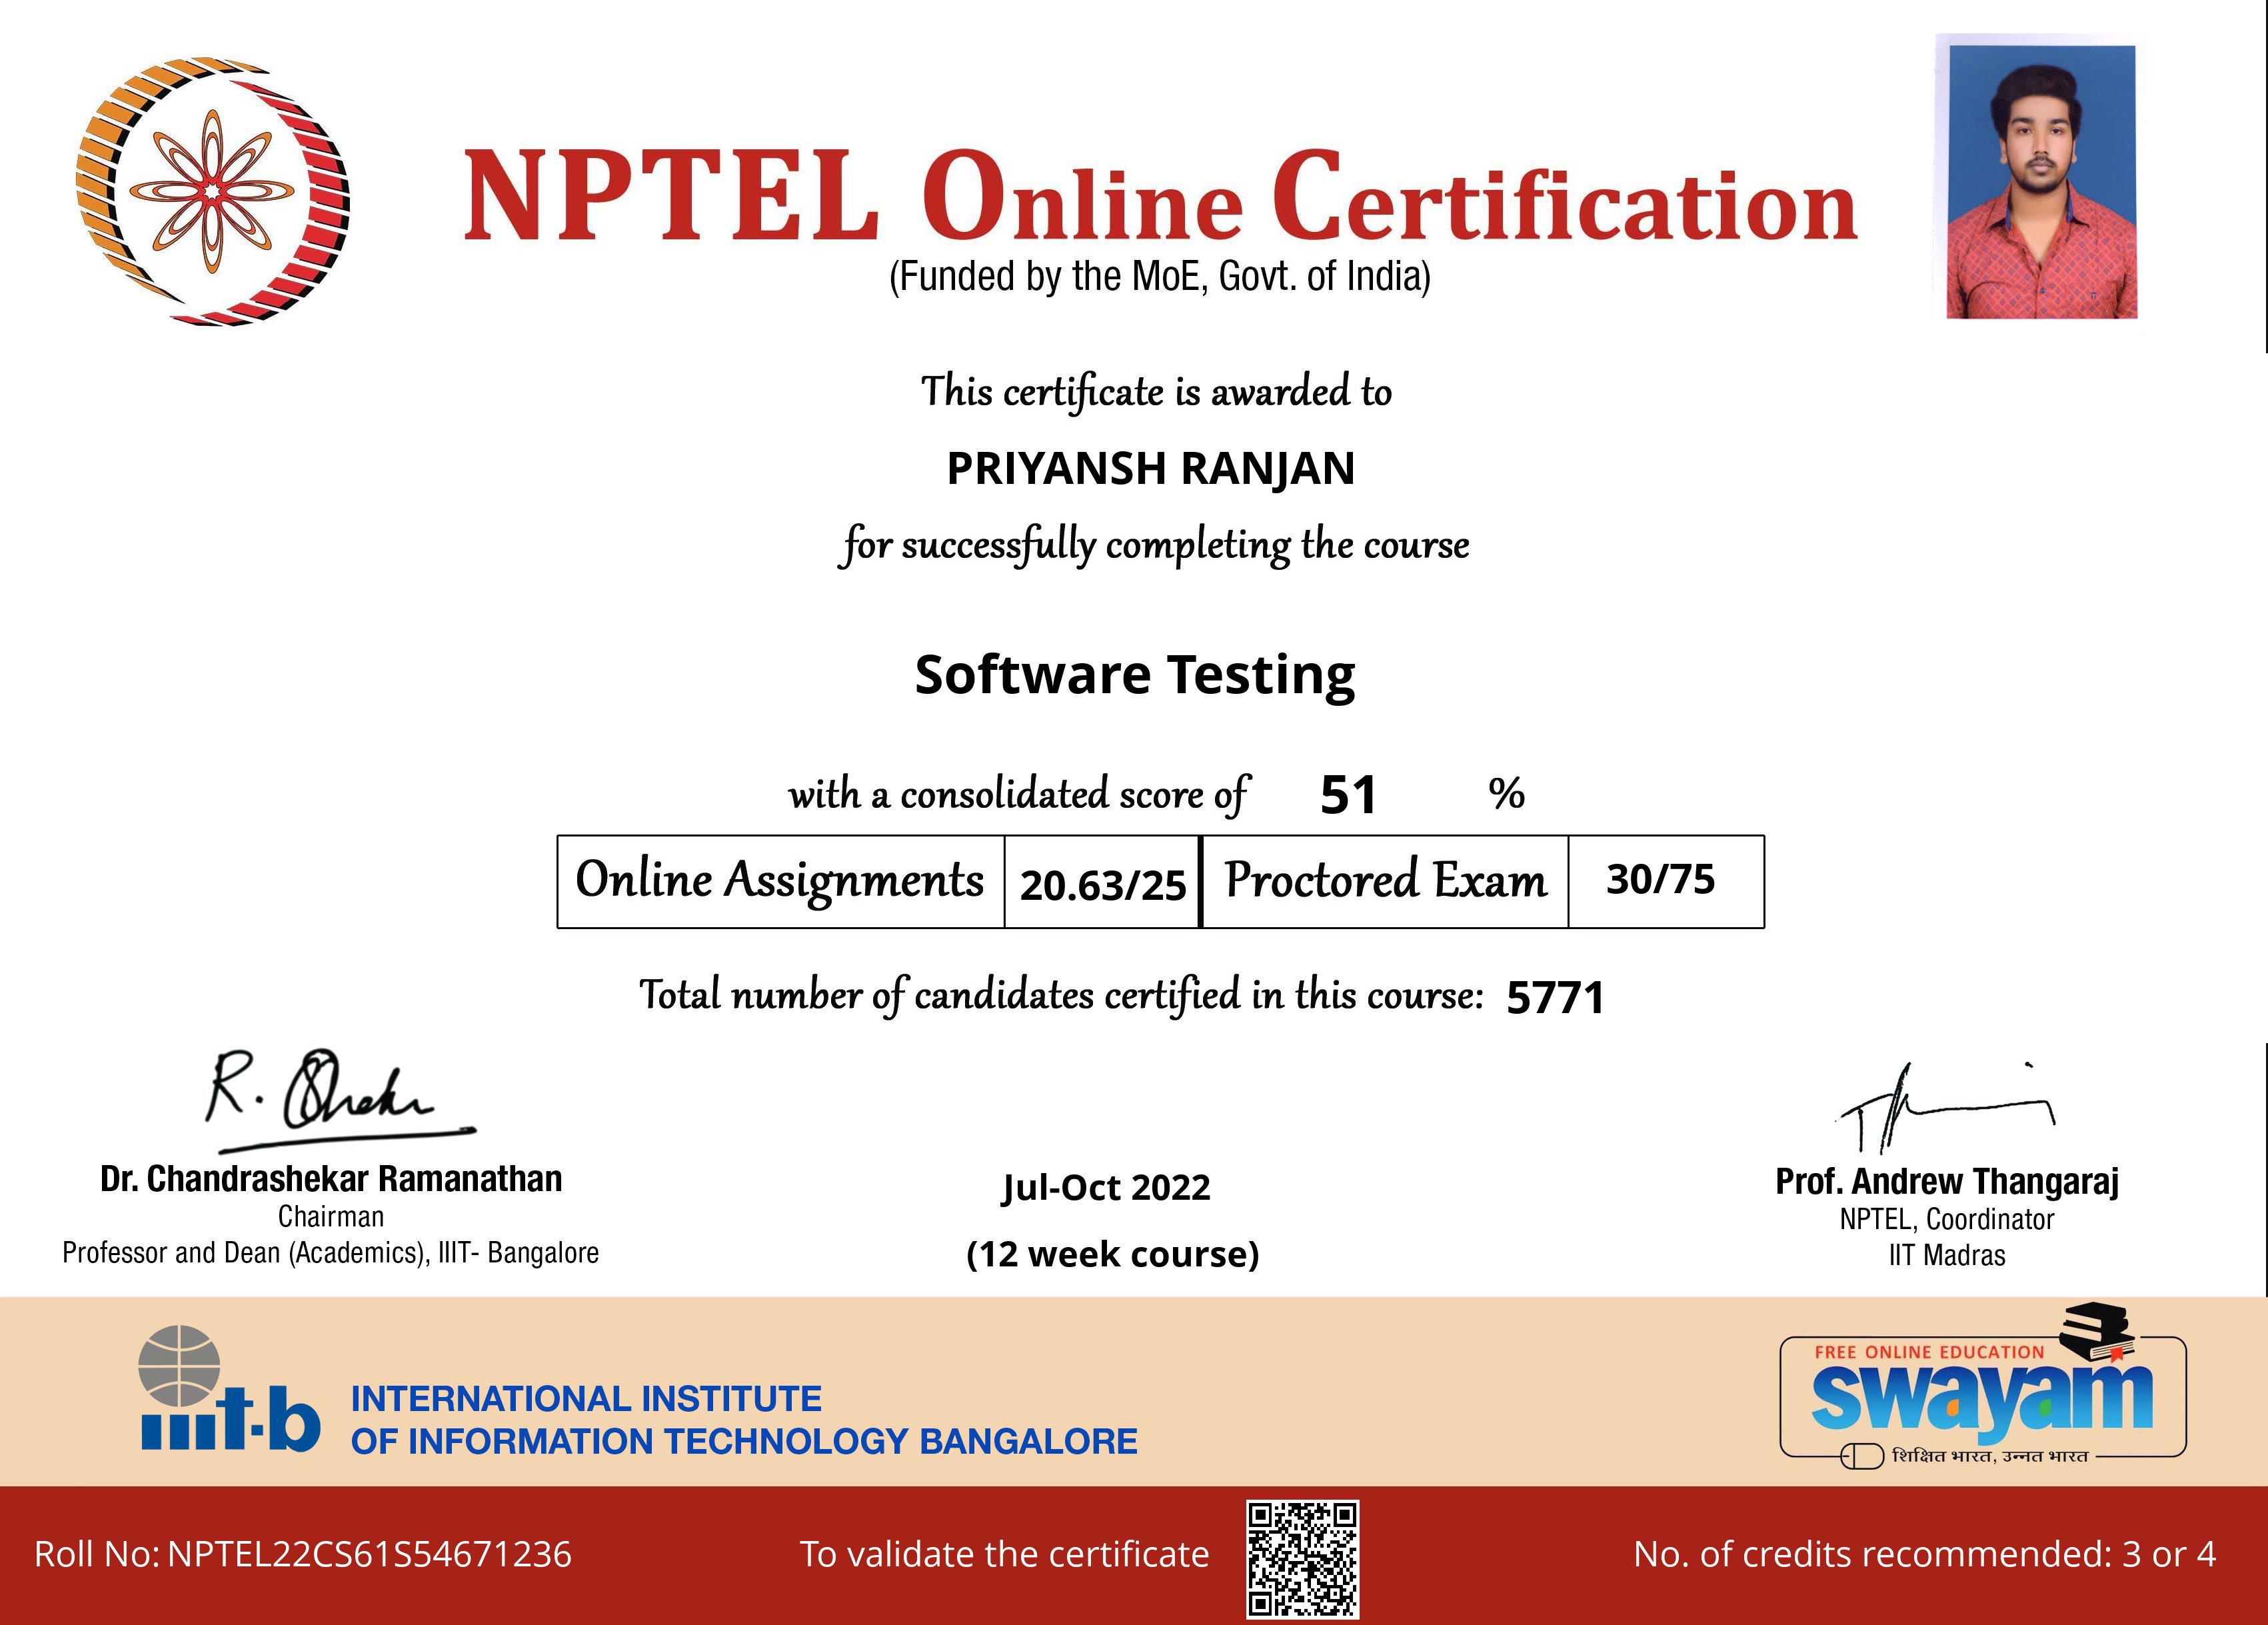 NPTEL Online Certification
(Funded by the MoE, Govt. of India)
This certificate is awarded to
PRIYANSH RANJAN
for successfully completing the course
Software Testing
with a consolidated score of 51 %
Online Assignments 20.63/25 Proctored Exam 30/75
Total number of candidates certified in this course: 5771
Dr. Chandrashekar Ramanathan
Chairman
Professor and Dean (Academics), IIIT- Bangalore
Jul-Oct 2022
(12 week course)
Prof. Andrew Thangaraj
NPTEL, Coordinator
IIT Madras
iiit-b
INTERNATIONAL INSTITUTE
OF INFORMATION TECHNOLOGY BANGALORE
FREE ONLINE EDUCATION
swayam
शिक्षित भारत, उन्नत भारत
Roll No: NPTEL22CS61S54671236
To validate the certificate
No. of credits recommended: 3 or 4